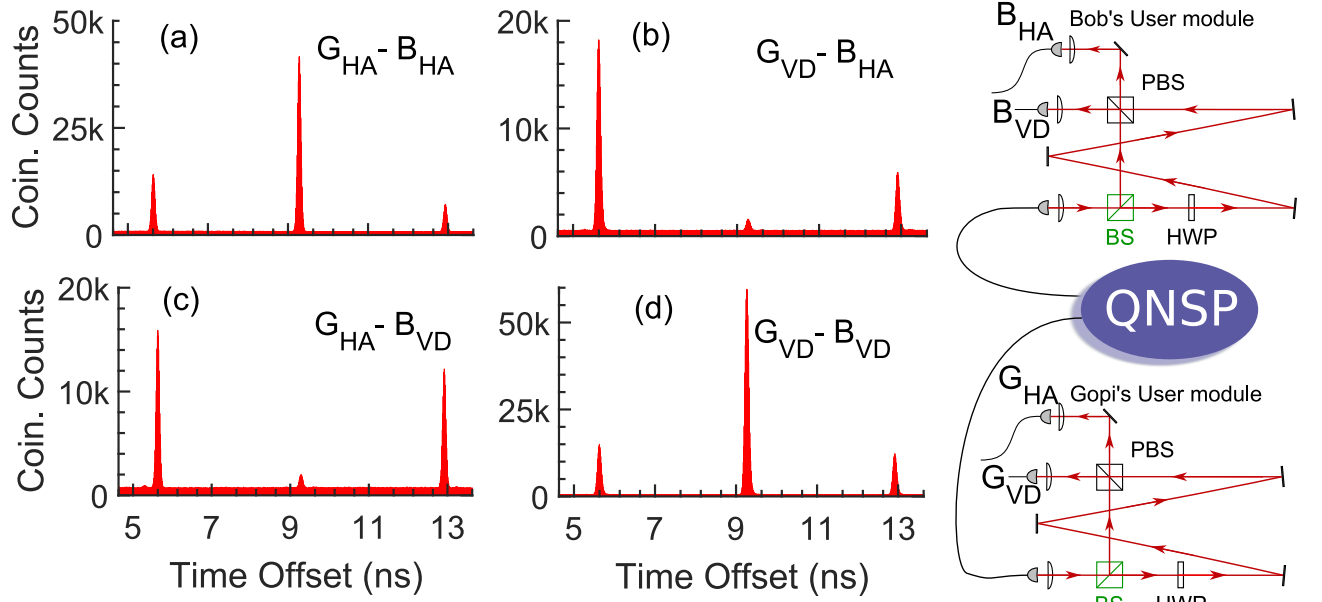 50k
25k
0
Coin. Counts
(a)
G_HA - B_HA
20k
10k
0
(b)
G_VD - B_HA
20k
10k
0
Coin. Counts
(c)
G_HA - B_VD
5 7 9 11 13
Time Offset (ns)
50k
25k
0
(d)
G_VD - B_VD
5 7 9 11 13
Time Offset (ns)
B_HA
Bob's User module
PBS
B_VD
BS
HWP
QNSP
G_HA
Gopi's User module
PBS
G_VD
BS
HWP